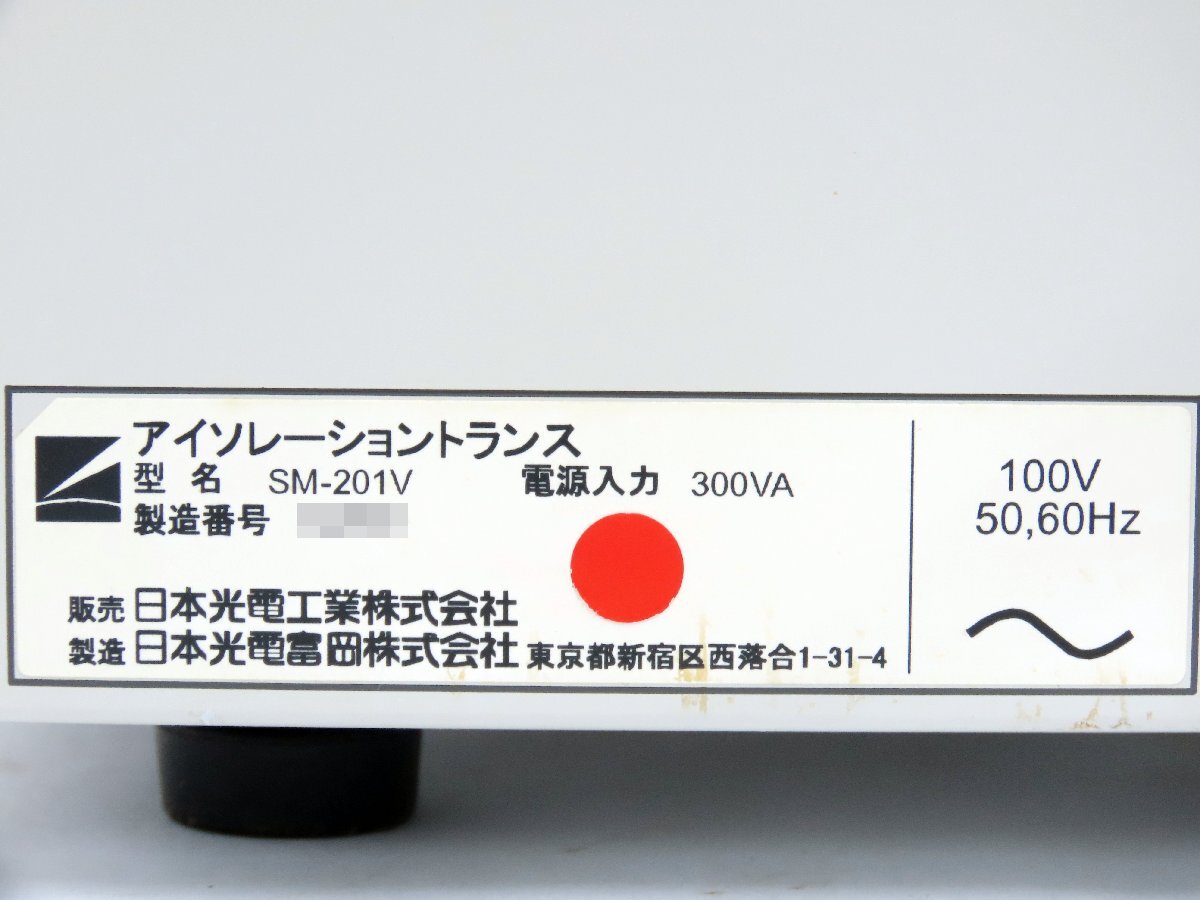 アイソレーショントランス
型名 SM-201V 電源入力 300VA
製造番号
販売 日本光電工業株式会社
製造 日本光電富岡株式会社 東京都新宿区西落合1-31-4
100V
50,60Hz